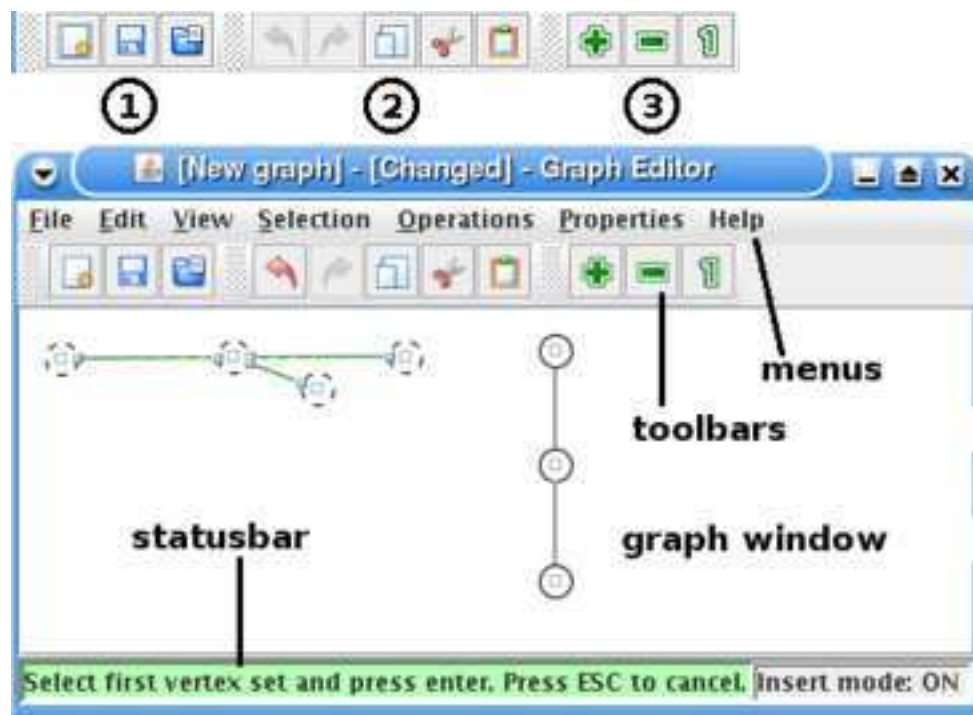 1 2 3
[New graph] - [Changed] - Graph Editor
File Edit View Selection Operations Properties Help
menus
toolbars
statusbar
graph window
Select first vertex set and press enter. Press ESC to cancel. Insert mode: ON